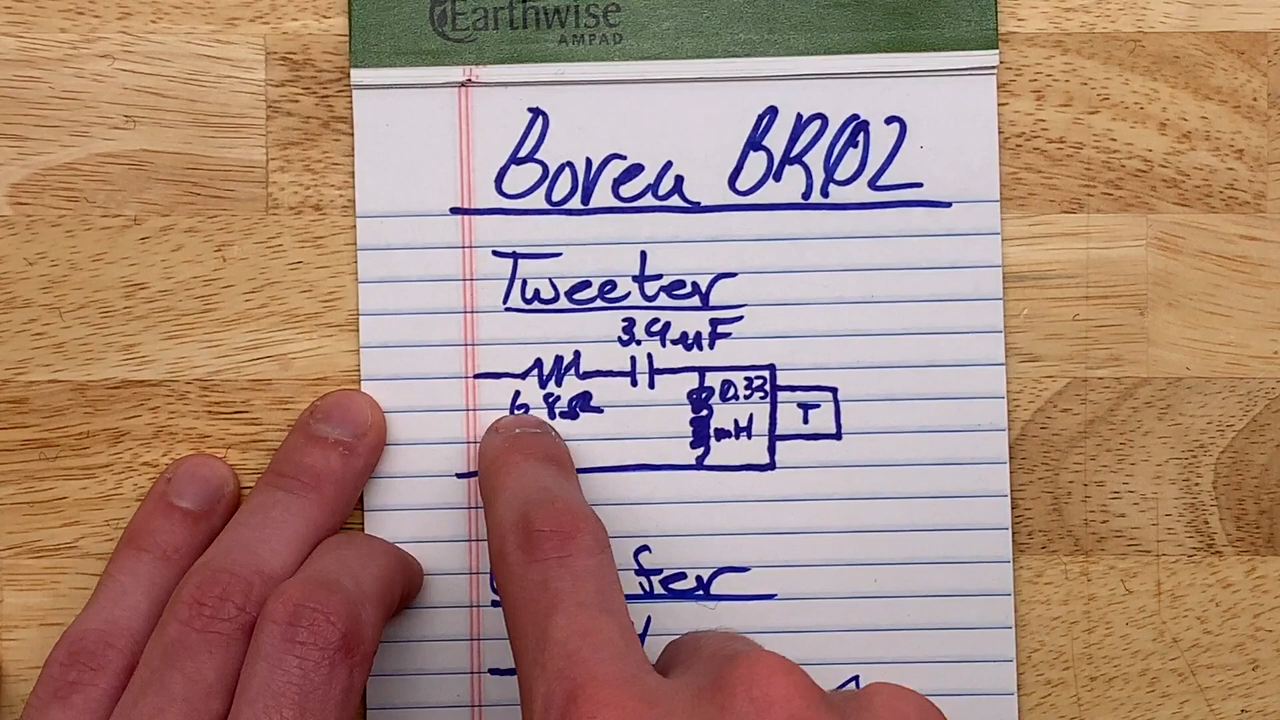 Earthwise
AMPAD
Borea BR02
Tweeter
3.9uF
6.8Ω
0.33
mH
T
fer